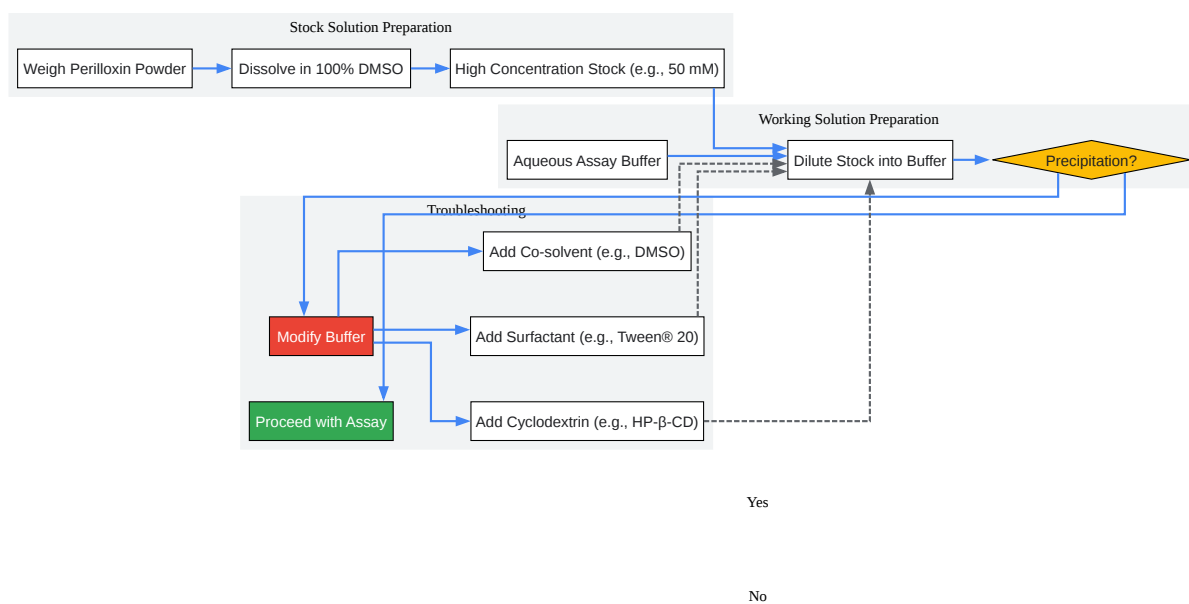 Stock Solution Preparation
Weigh Perilloxin Powder
Dissolve in 100% DMSO
High Concentration Stock (e.g., 50 mM)
Working Solution Preparation
Aqueous Assay Buffer
Dilute Stock into Buffer
Precipitation?
Troubleshooting
Add Co-solvent (e.g., DMSO)
Modify Buffer
Add Surfactant (e.g., Tween® 20)
Proceed with Assay
Add Cyclodextrin (e.g., HP-β-CD)
Yes
No